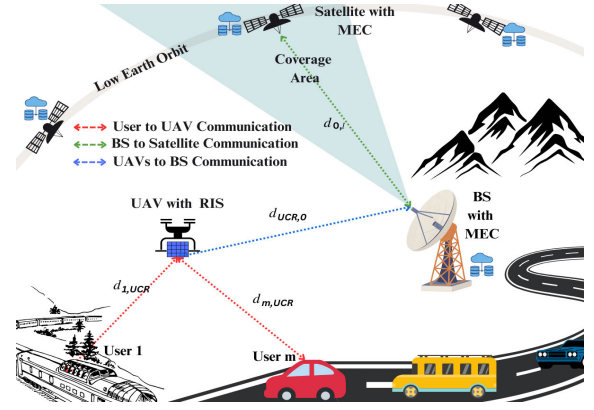 Satellite with
MEC
Low Earth Orbit
Coverage
Area
d0,i
User to UAV Communication
BS to Satellite Communication
UAVs to BS Communication
UAV with RIS
dUCR,0
BS
with
MEC
d1,UCR
dm,UCR
User 1
User m